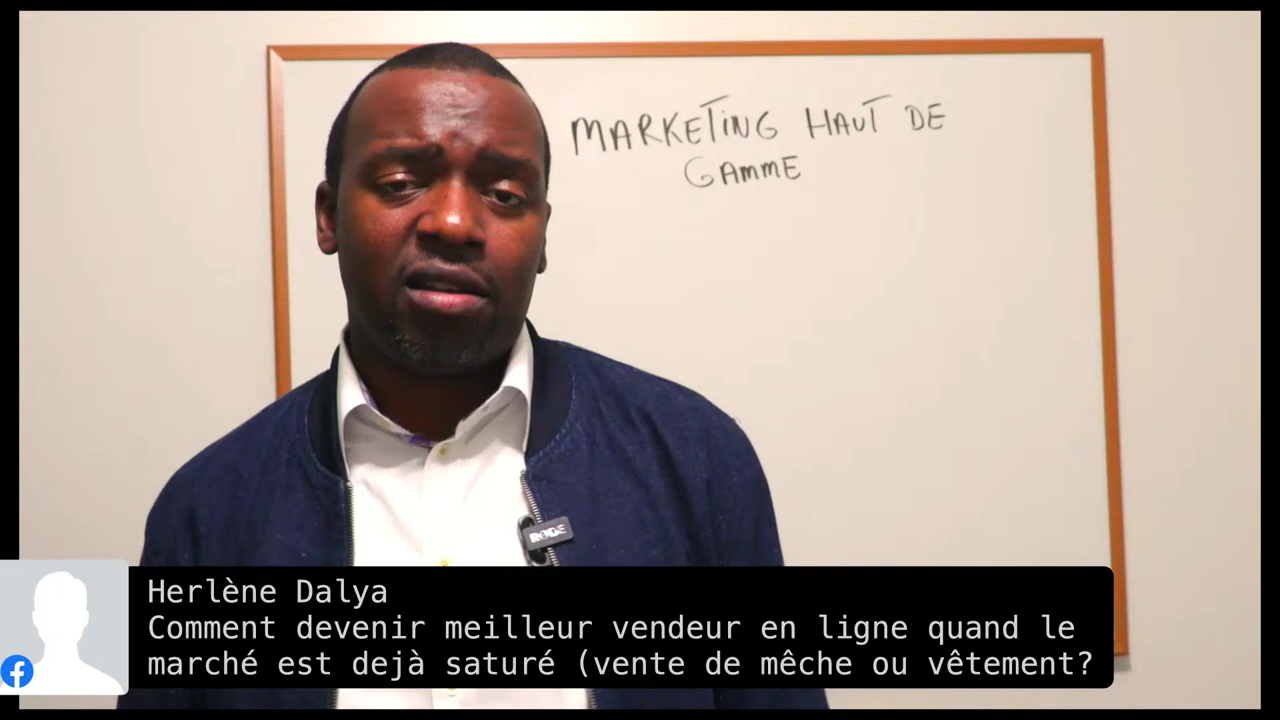 MARKETING HAUT DE
GAMME
RODE
Herlène Dalya
Comment devenir meilleur vendeur en ligne quand le
marché est dejà saturé (vente de mêche ou vêtement?